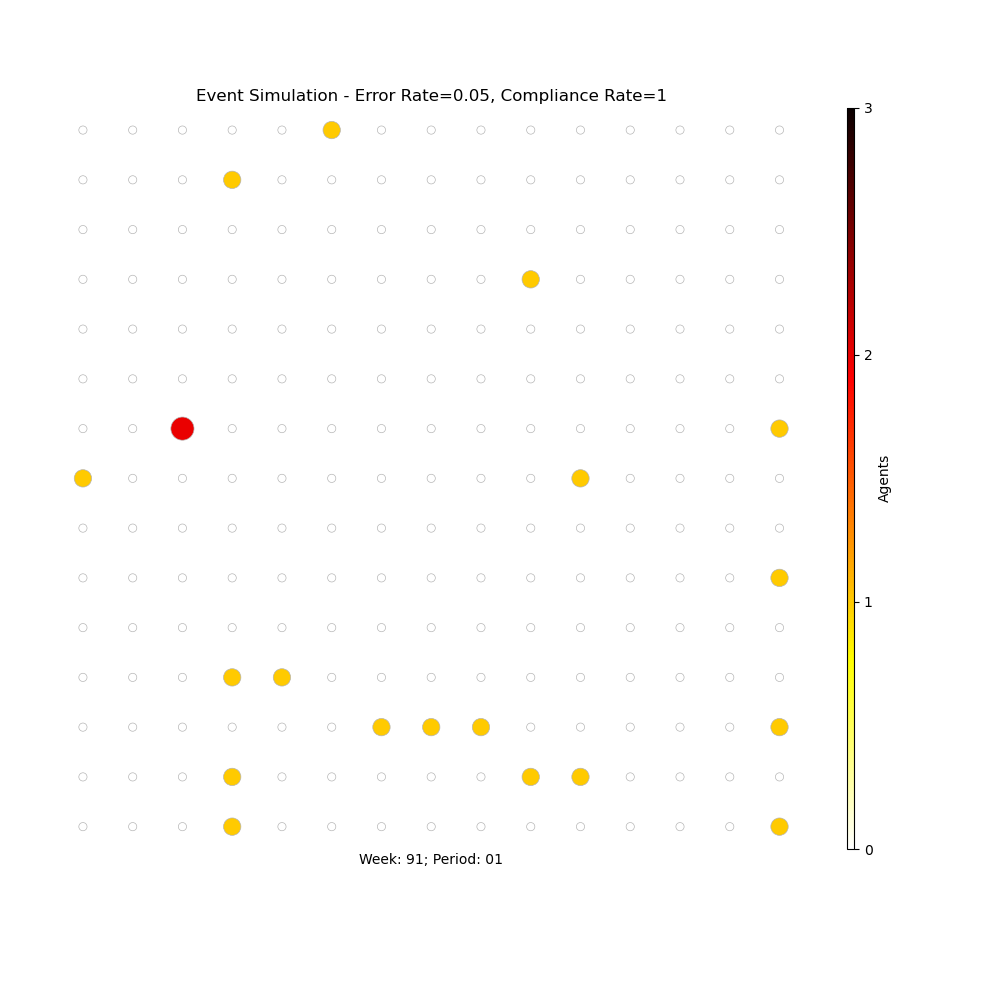 Event Simulation - Error Rate=0.05, Compliance Rate=1
3
2
Agents
1
0
Week: 91; Period: 01